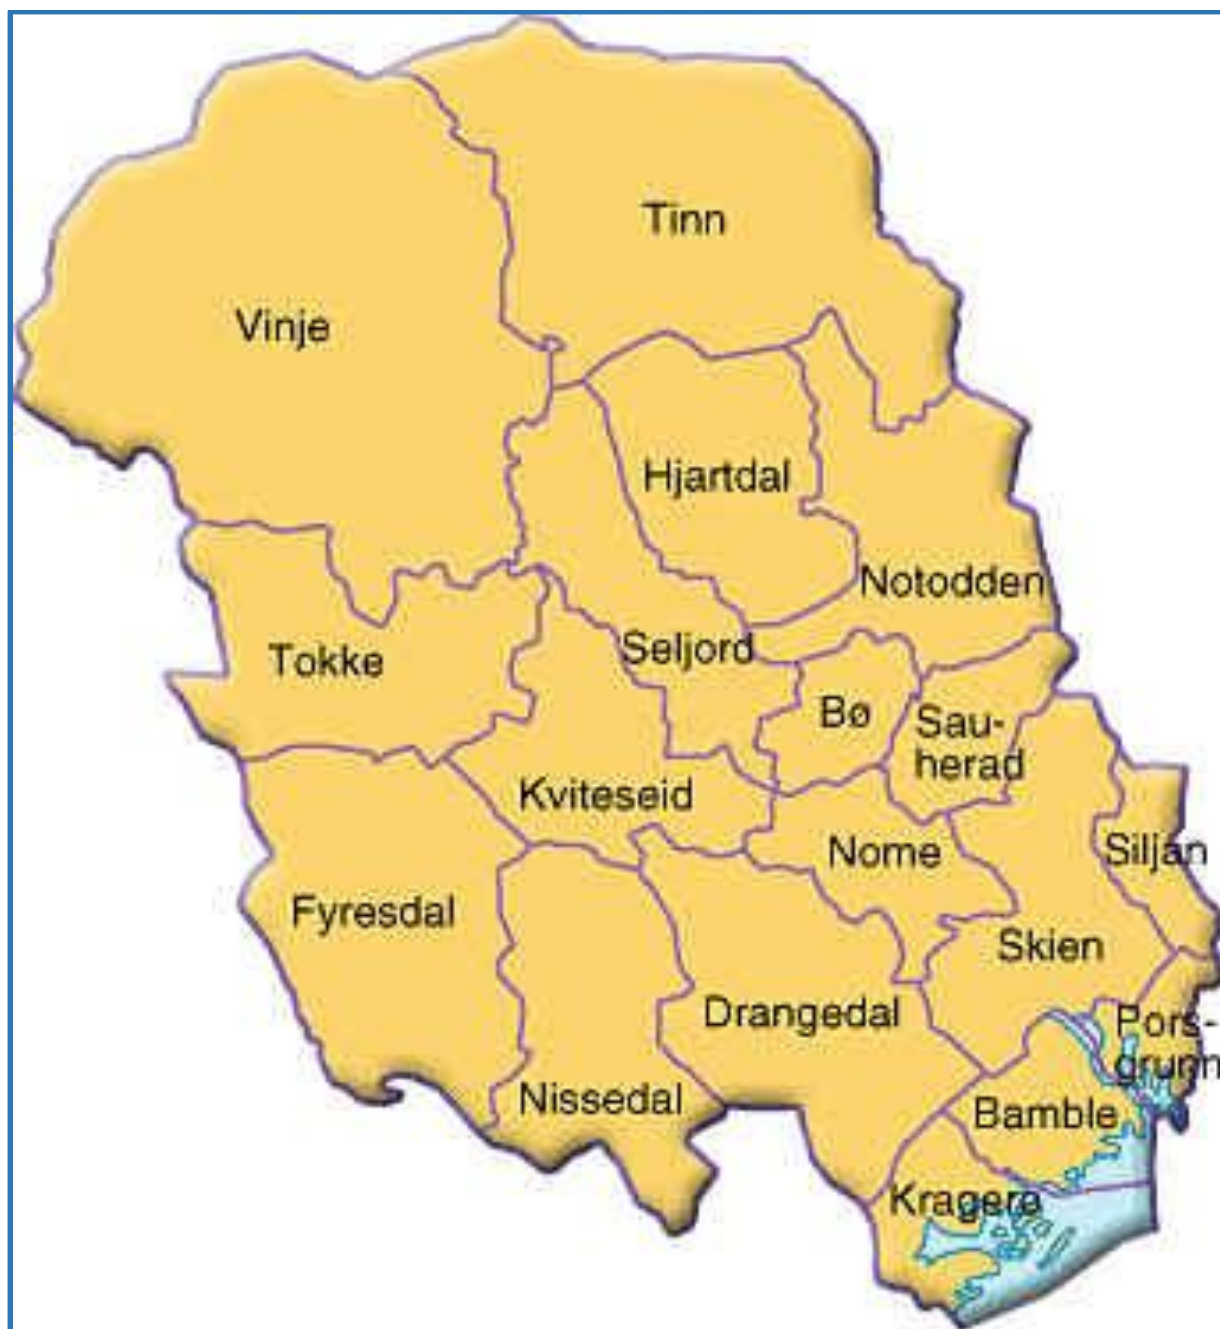 Tinn
Vinje
Hjartdal
Notodden
Seljord
Tokke
Bø
Sau-
herad
Kviteseid
Nome
Siljan
Fyresdal
Skien
Drangedal
Pors-
grunn
Nissedal
Bamble
Kragerø